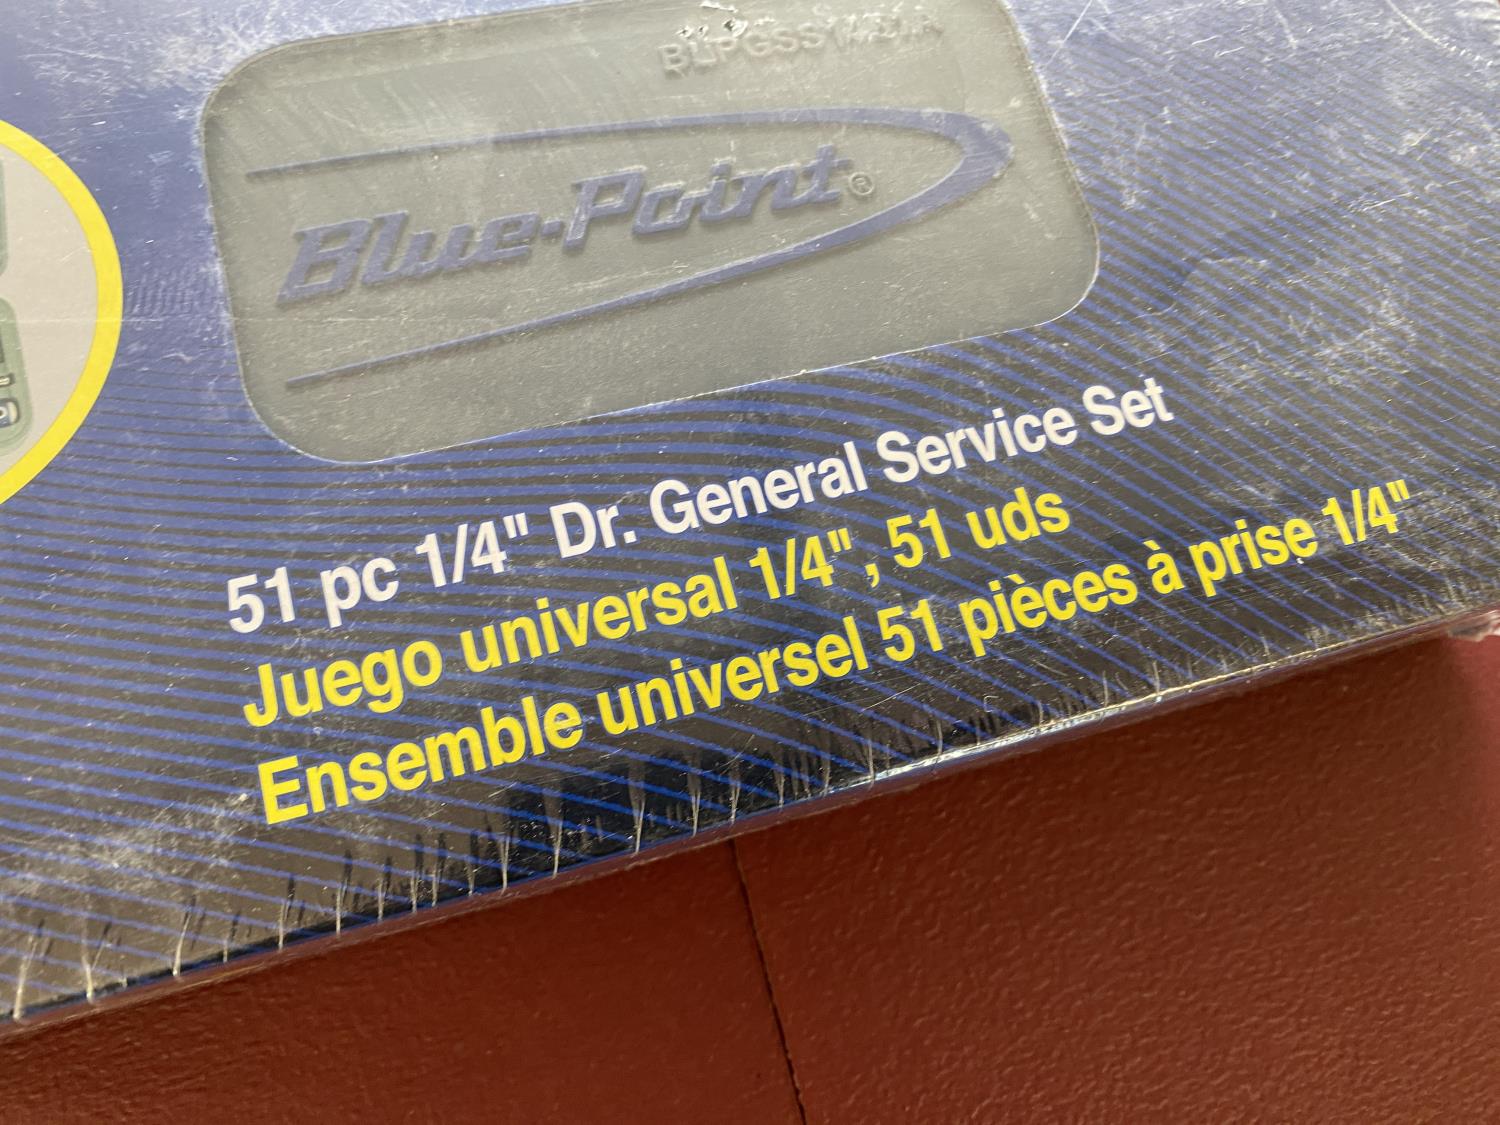 Blue-Point®
51 pc 1/4" Dr. General Service Set
Juego universal 1/4", 51 uds
Ensemble universel 51 pièces à prise 1/4"